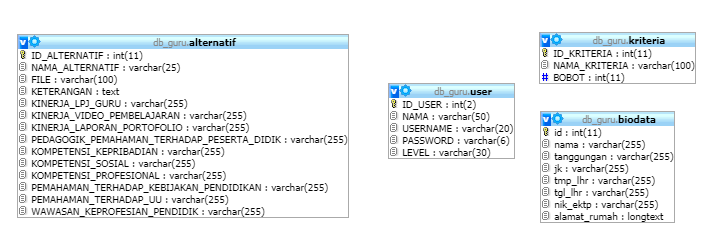 db_guru.alternatif
ID_ALTERNATIF : int(11)
NAMA_ALTERNATIF : varchar(25)
FILE : varchar(100)
KETERANGAN : text
KINERJA_LPJ_GURU : varchar(255)
KINERJA_VIDEO_PEMBELAJARAN : varchar(255)
KINERJA_LAPORAN_PORTOFOLIO : varchar(255)
PEDAGOGIK_PEMAHAMAN_TERHADAP_PESERTA_DIDIK : varchar(255)
KOMPETENSI_KEPRIBADIAN : varchar(255)
KOMPETENSI_SOSIAL : varchar(255)
KOMPETENSI_PROFESIONAL : varchar(255)
PEMAHAMAN_TERHADAP_KEBIJAKAN_PENDIDIKAN : varchar(255)
PEMAHAMAN_TERHADAP_UU : varchar(255)
WAWASAN_KEPROFESIAN_PENDIDIK : varchar(255)
db_guru.user
ID_USER : int(2)
NAMA : varchar(50)
USERNAME : varchar(20)
PASSWORD : varchar(6)
LEVEL : varchar(30)
db_guru.kriteria
ID_KRITERIA : int(11)
NAMA_KRITERIA : varchar(100)
# BOBOT : int(11)
db_guru.biodata
id : int(11)
nama : varchar(255)
tanggungan : varchar(255)
jk : varchar(255)
tmp_lhr : varchar(255)
tgl_lhr : varchar(255)
nik_ektp : varchar(255)
alamat_rumah : longtext